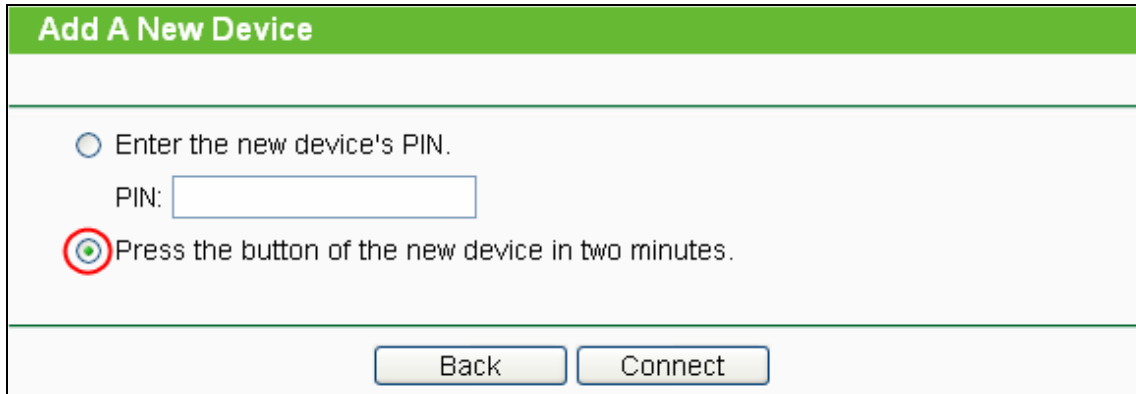 Add A New Device
Enter the new device's PIN.
PIN:
Press the button of the new device in two minutes.
Back Connect